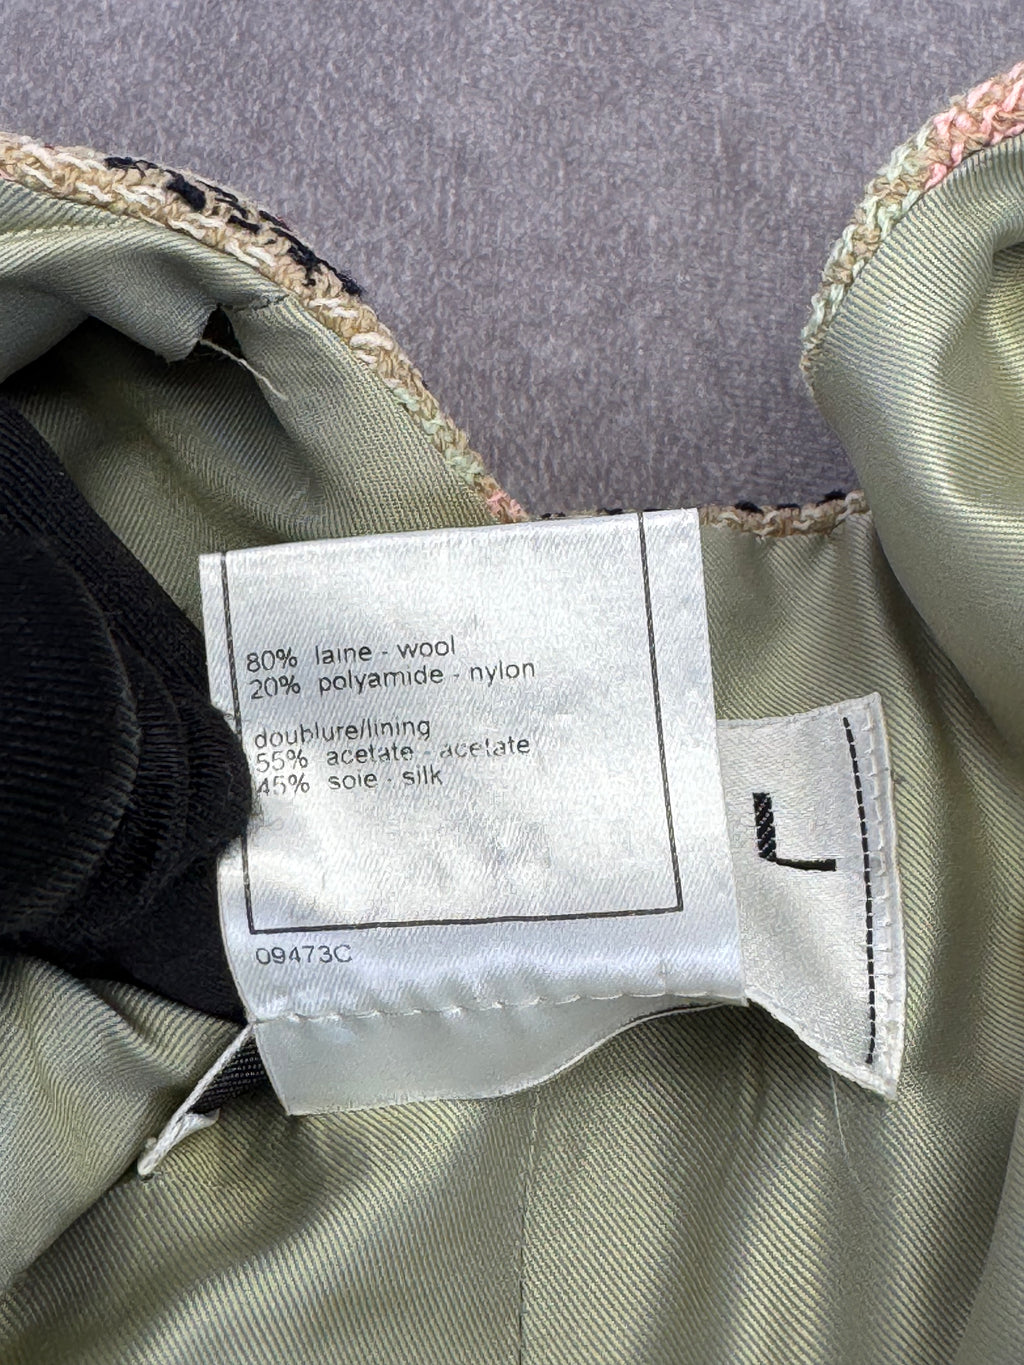 80% laine - wool
20% polyamide - nylon
doublure/lining
55% acetate - acetate
45% soie - silk
09473C
L